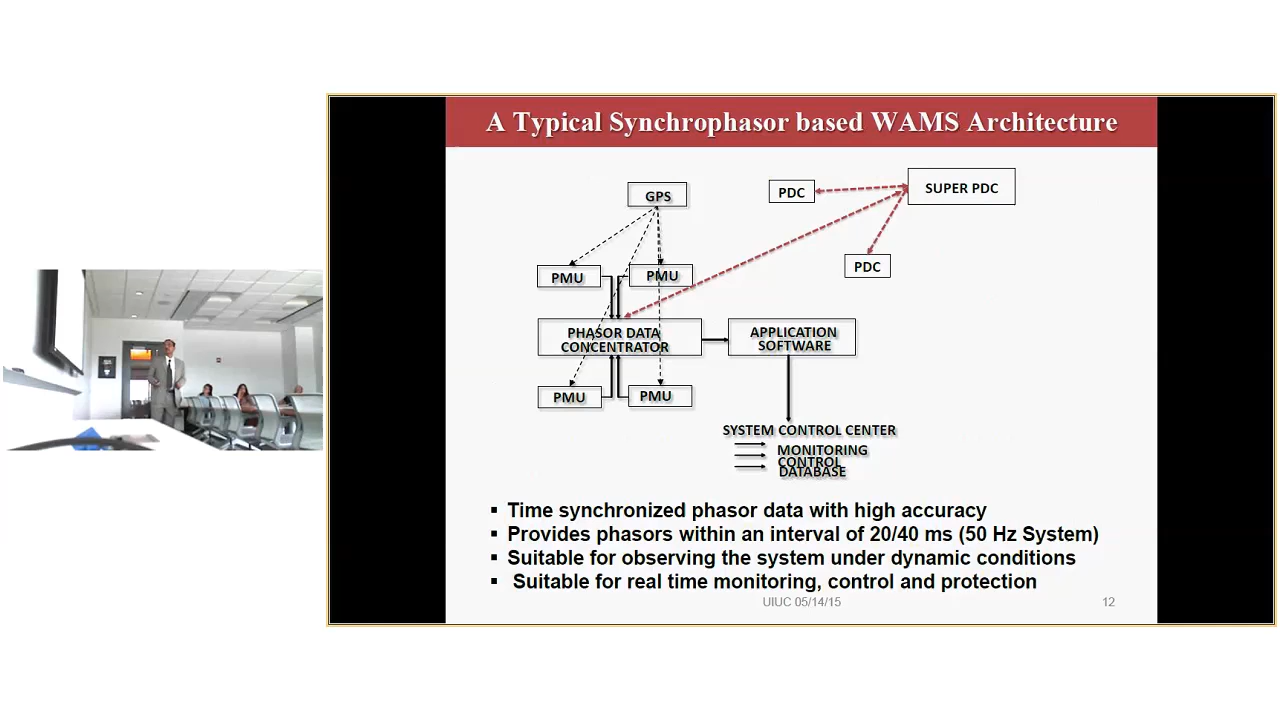 A Typical Synchrophasor based WAMS Architecture
GPS
PDC
SUPER PDC
PDC
PMU
PMU
PHASOR DATA
CONCENTRATOR
APPLICATION
SOFTWARE
PMU
PMU
SYSTEM CONTROL CENTER
MONITORING
CONTROL
DATABASE
▪ Time synchronized phasor data with high accuracy
▪ Provides phasors within an interval of 20/40 ms (50 Hz System)
▪ Suitable for observing the system under dynamic conditions
▪ Suitable for real time monitoring, control and protection
UIUC 05/14/15
12